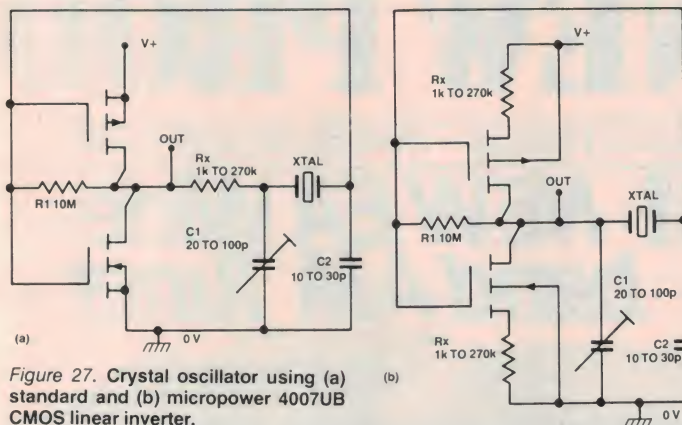 V+
OUT
Rx
1k TO 270k
XTAL
R1 10M
C1
20 TO 100p
C2
10 TO 30p
0 V
(a)
Figure 27. Crystal oscillator using (a)
standard and (b) micropower 4007UB
CMOS linear inverter.
V+
Rx
1k TO 270k
OUT
XTAL
R1 10M
C1
20 TO 100p
Rx
1k TO 270k
C2
10 TO 30p
0 V
(b)